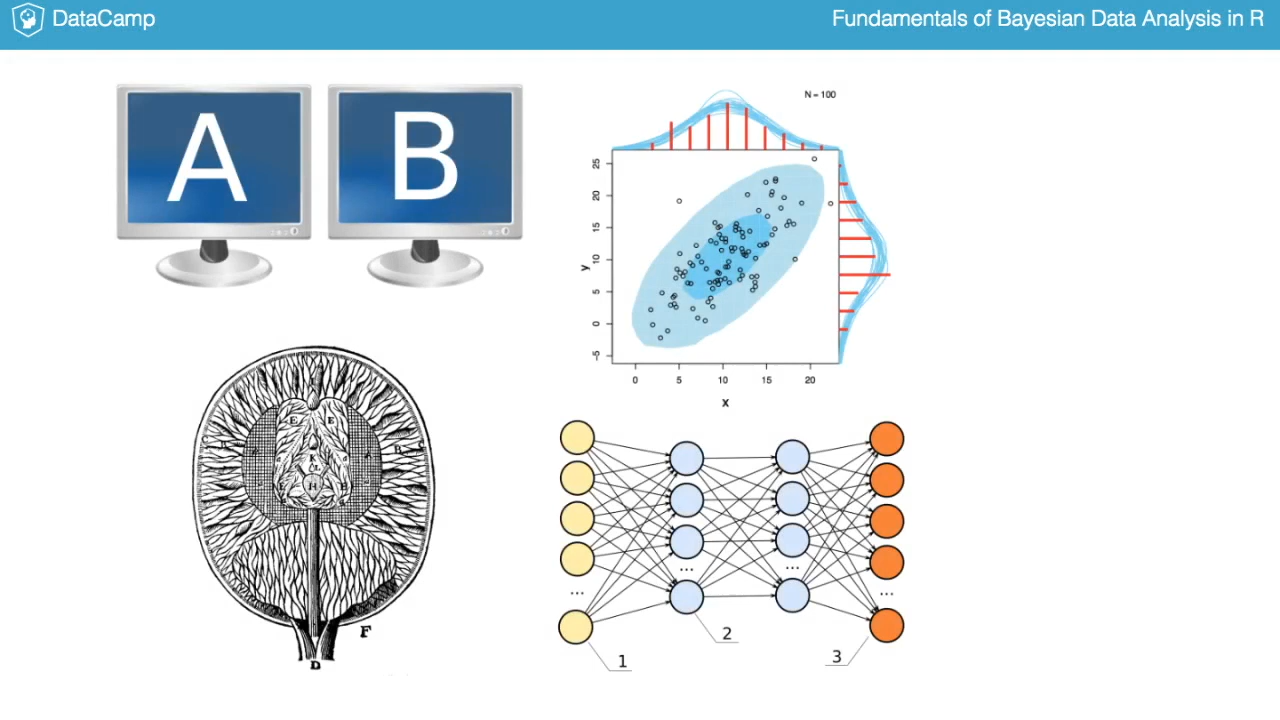 DataCamp
Fundamentals of Bayesian Data Analysis in R
A
B
N = 100
25
20
15
10
5
0
−5
y
0 5 10 15 20
x
E E
K
L
H
F
D
...
...
...
...
1
2
3